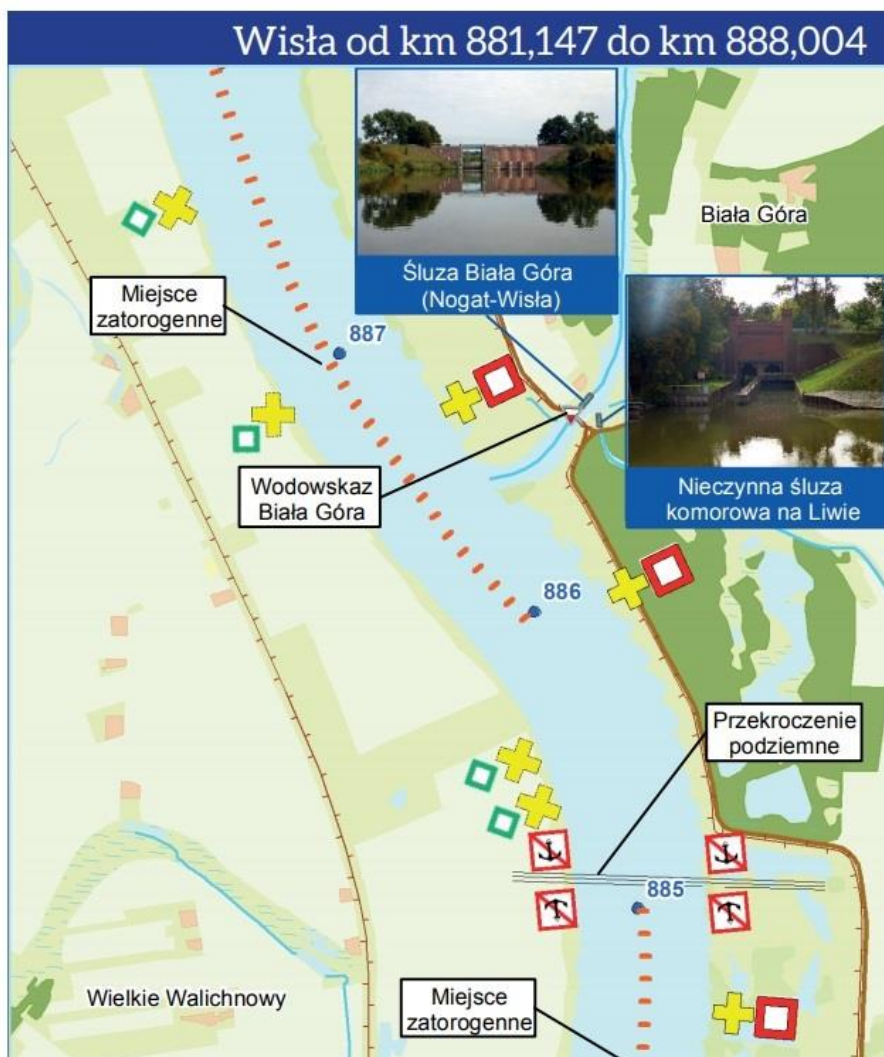 Wisła od km 881,147 do km 888,004
Śluza Biała Góra
(Nogat-Wisła)
Biała Góra
Miejsce
zatorogenne
887
Nieczynna śluza
komorowa na Liwie
Wodowskaz
Biała Góra
886
Przekroczenie
podziemne
885
Wielkie Walichnowy
Miejsce
zatorogenne